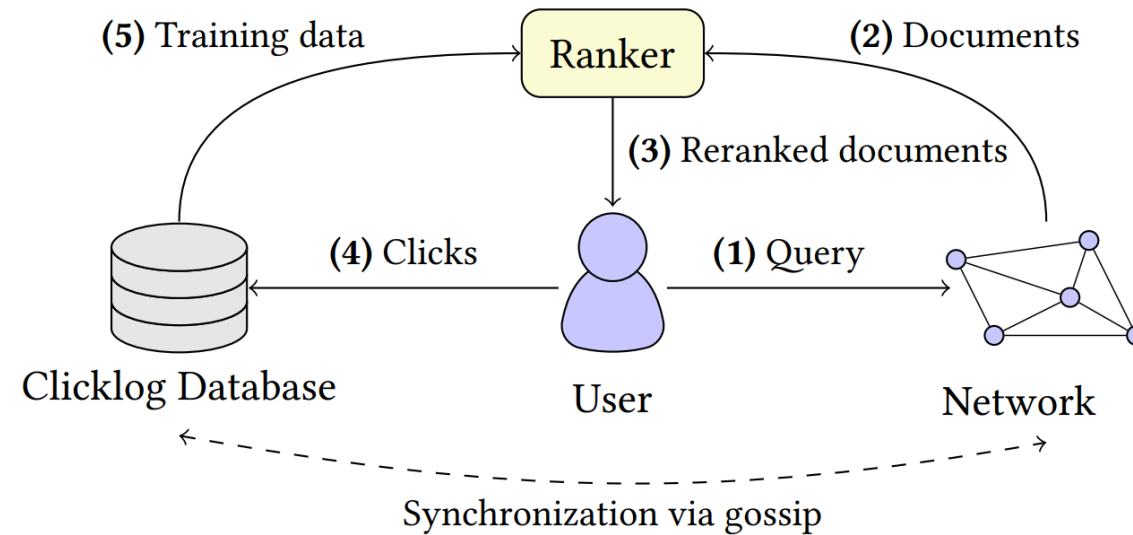 (5) Training data
Ranker
(2) Documents
(3) Reranked documents
(4) Clicks
(1) Query
Clicklog Database
User
Network
Synchronization via gossip